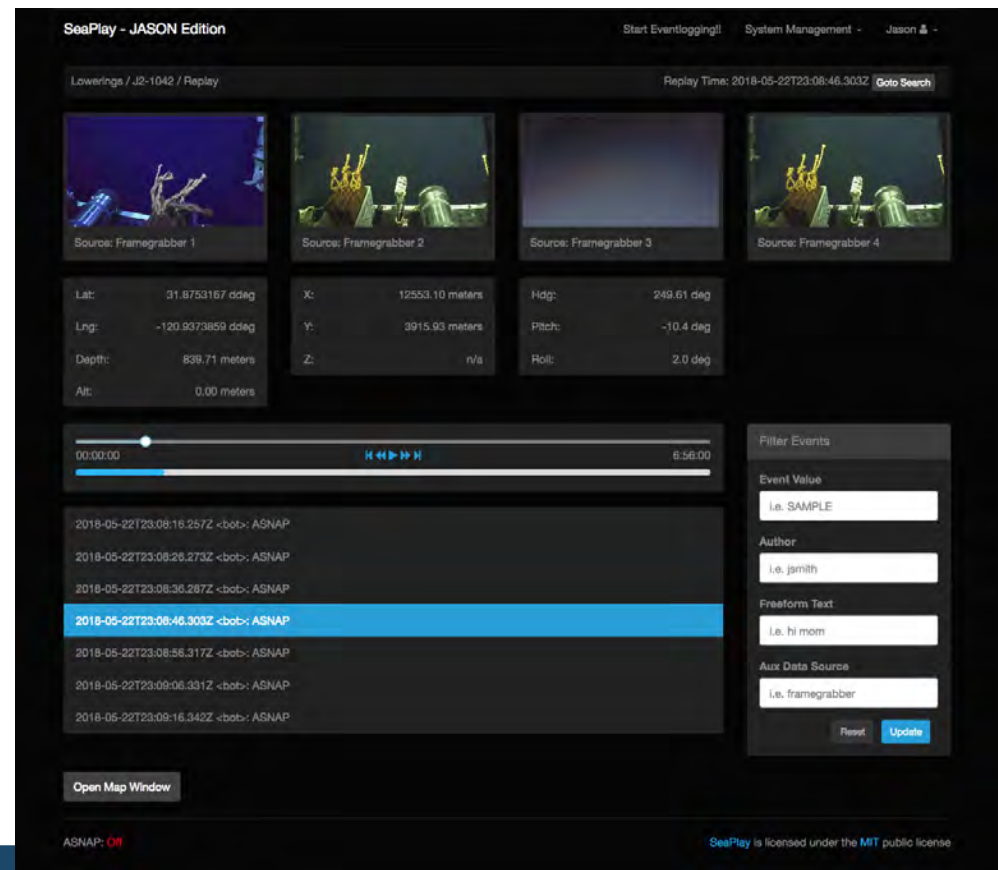 SeaPlay - JASON Edition
Start Eventlogging!! System Management - Jason -
Lowerings / J2-1042 / Replay
Replay Time: 2018-05-22T23:08:46.303Z Goto Search
Source: Framegrabber 1
Source: Framegrabber 2
Source: Framegrabber 3
Source: Framegrabber 4
Lat: 31.8753167 ddeg
Lng: -120.9373859 ddeg
Depth: 839.71 meters
Alt: 0.00 meters
X: 12553.10 meters
Y: 3915.93 meters
Z: n/a
Hdg: 249.61 deg
Pitch: -10.4 deg
Roll: 2.0 deg
00:00:00 6:56:00
2018-05-22T23:08:16.257Z <bot>: ASNAP
2018-05-22T23:08:26.273Z <bot>: ASNAP
2018-05-22T23:08:36.287Z <bot>: ASNAP
2018-05-22T23:08:46.303Z <bot>: ASNAP
2018-05-22T23:08:56.317Z <bot>: ASNAP
2018-05-22T23:09:06.331Z <bot>: ASNAP
2018-05-22T23:09:16.342Z <bot>: ASNAP
Filter Events
Event Value
i.e. SAMPLE
Author
i.e. jsmith
Freeform Text
i.e. hi mom
Aux Data Source
i.e. framegrabber
Reset Update
Open Map Window
ASNAP: Off
SeaPlay is licensed under the MIT public license